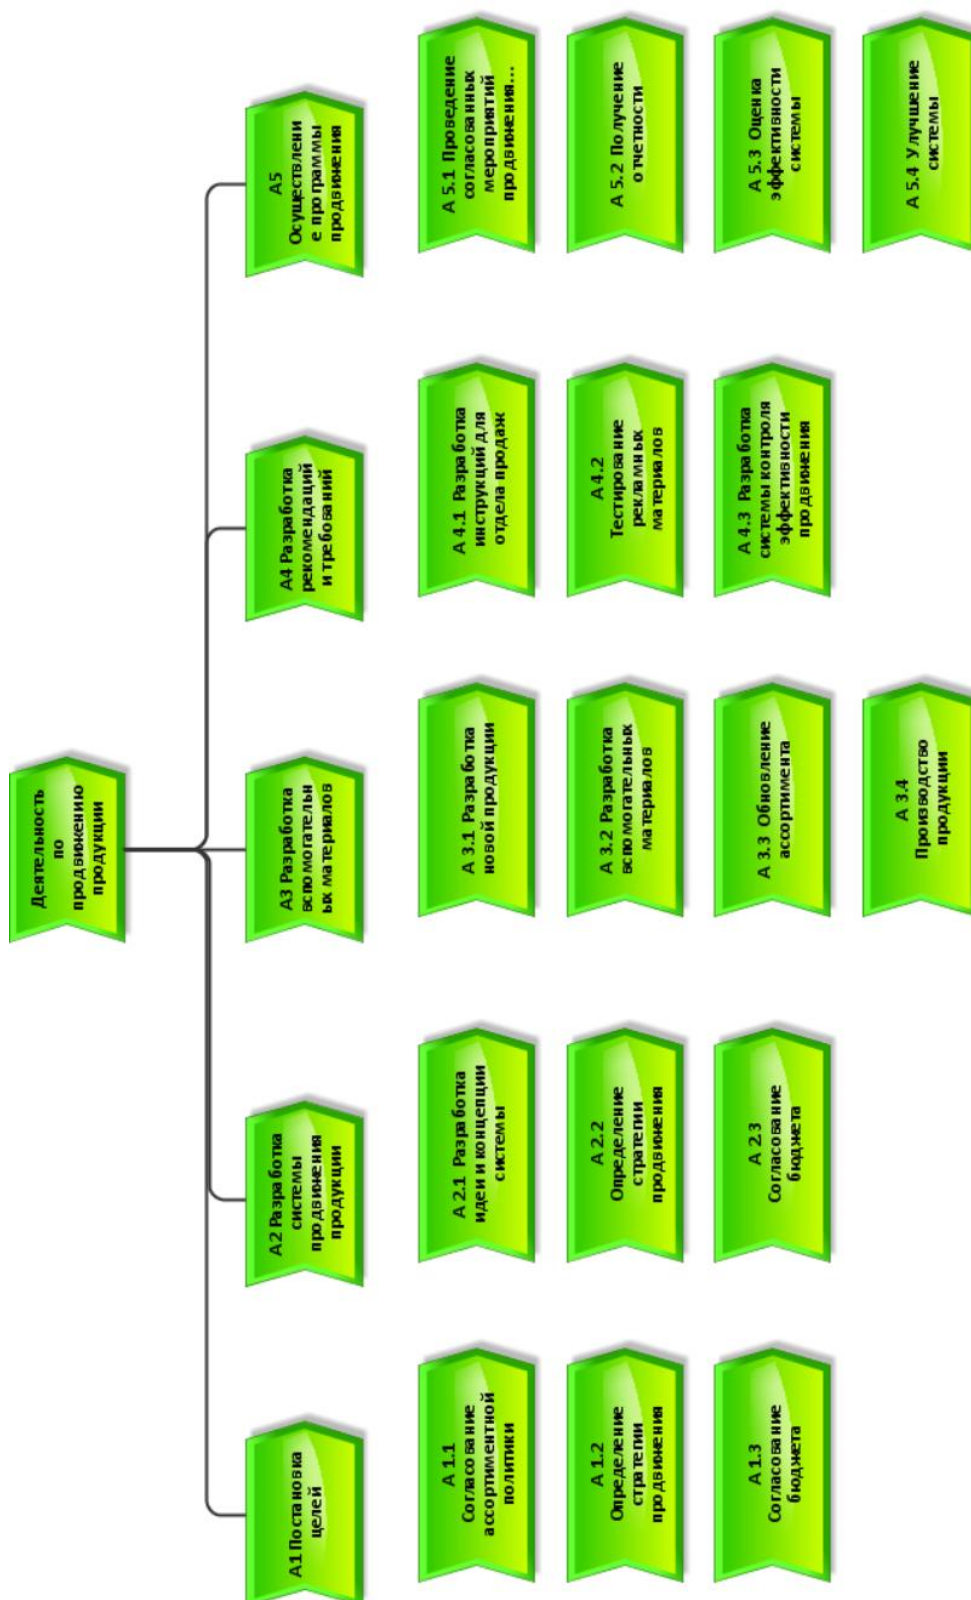 Деятельность
по
продвижению
продукции
А1 Постановка
целей
А2 Разработка
системы
продвижения
продукции
А3 Разработка
вспомогательн
ых материалов
А4 Разработка
рекомендаций
и требований
А5
Осуществлени
е программы
продвижения
А 1.1
Согласование
ассортиментной
политики
А 1.2
Определение
стратегии
продвижения
А 1.3
Согласование
бюджета
А 2.1 Разработка
идеи и концепции
системы
А 2.2
Определение
стратегии
продвижения
А 2.3
Согласование
бюджета
А 3.1 Разработка
новой продукции
А 3.2 Разработка
вспомогательных
материалов
А 3.3 Обновление
ассортимента
А 3.4
Производство
продукции
А 4.1 Разработка
инструкций для
отдела продаж
А 4.2
Тестирование
рекламных
материалов
А 4.3 Разработка
системы контроля
эффективности
продвижения
А 5.1 Проведение
согласованных
мероприятий
продвижения...
А 5.2 Получение
отчетности
А 5.3 Оценка
эффективности
системы
А 5.4 Улучшение
системы